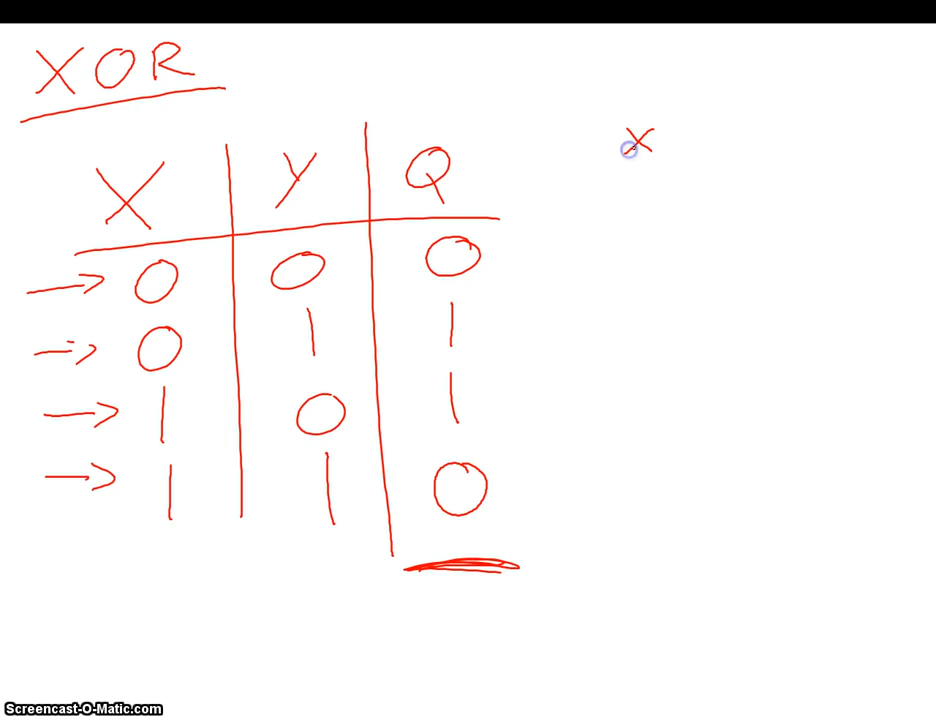 XOR
X
X Y Q
0 0 0
0 1 1
1 0 1
1 1 0
Screencast-O-Matic.com